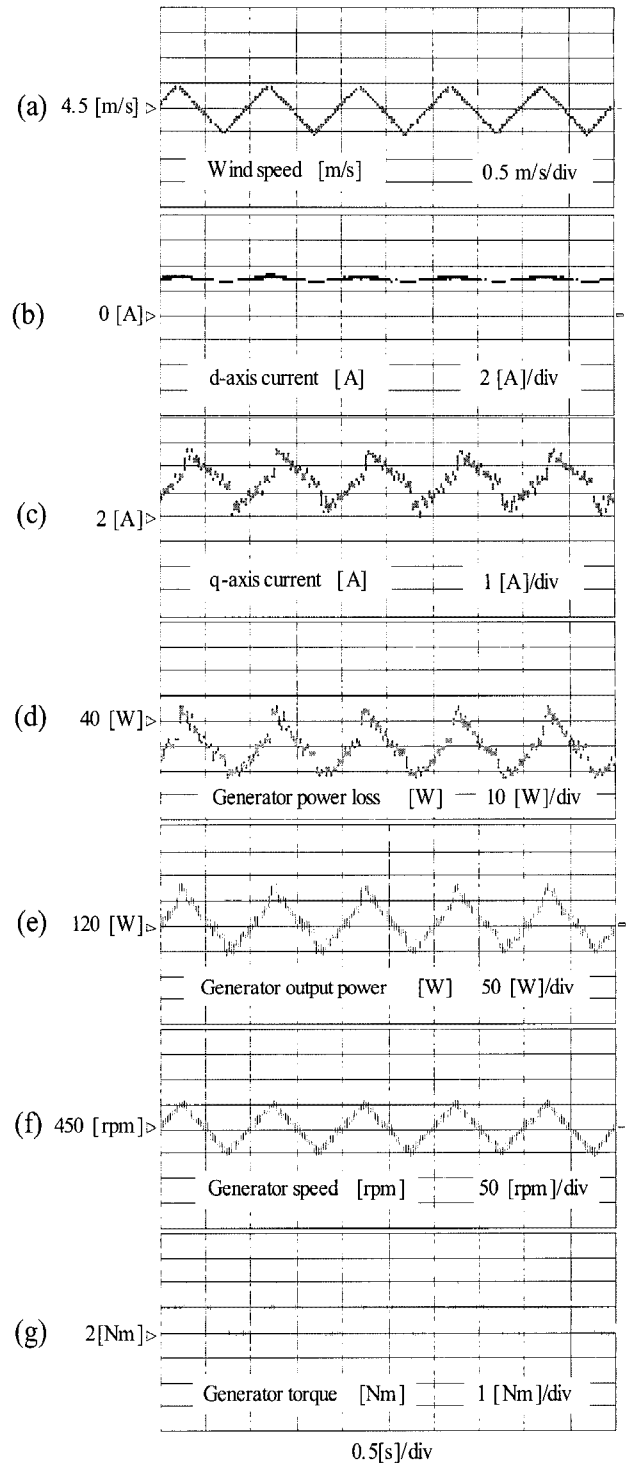 (a) 4.5 [m/s]
Wind speed [m/s] 0.5 m/s/div
(b) 0 [A]
d-axis current [A] 2 [A]/div
(c) 2 [A]
q-axis current [A] 1 [A]/div
(d) 40 [W]
Generator power loss [W] 10 [W]/div
(e) 120 [W]
Generator output power [W] 50 [W]/div
(f) 450 [rpm]
Generator speed [rpm] 50 [rpm]/div
(g) 2[Nm]
Generator torque [Nm] 1 [Nm]/div
0.5[s]/div